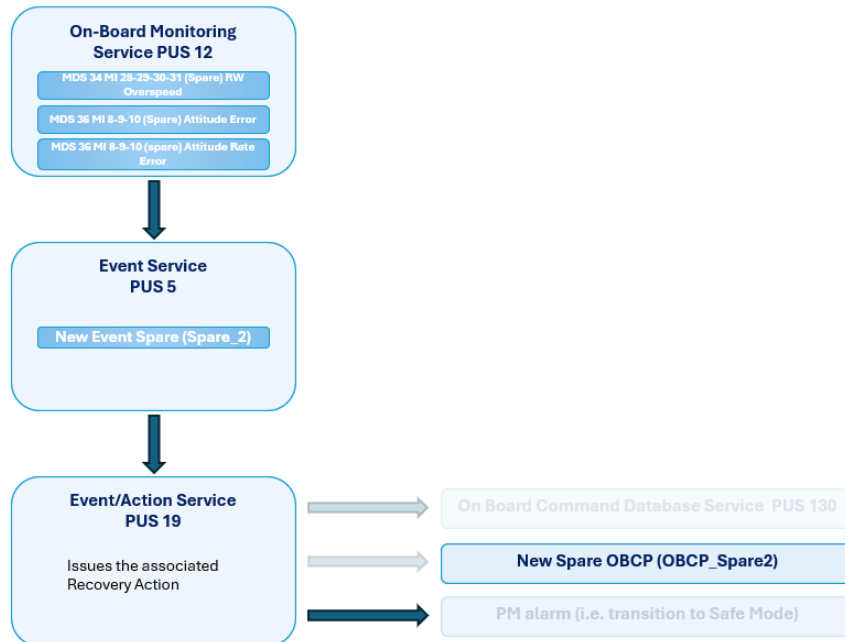 On-Board Monitoring
Service PUS 12
MDS 34 MI 28-29-30-31 (Spare) RW
Overspeed
MDS 36 MI 8-9-10 (Spare) Attitude Error
MDS 36 MI 8-9-10 (spare) Attitude Rate
Error
Event Service
PUS 5
New Event Spare (Spare_2)
Event/Action Service
PUS 19
Issues the associated
Recovery Action
On Board Command Database Service PUS 130
New Spare OBCP (OBCP_Spare2)
PM alarm (i.e. transition to Safe Mode)